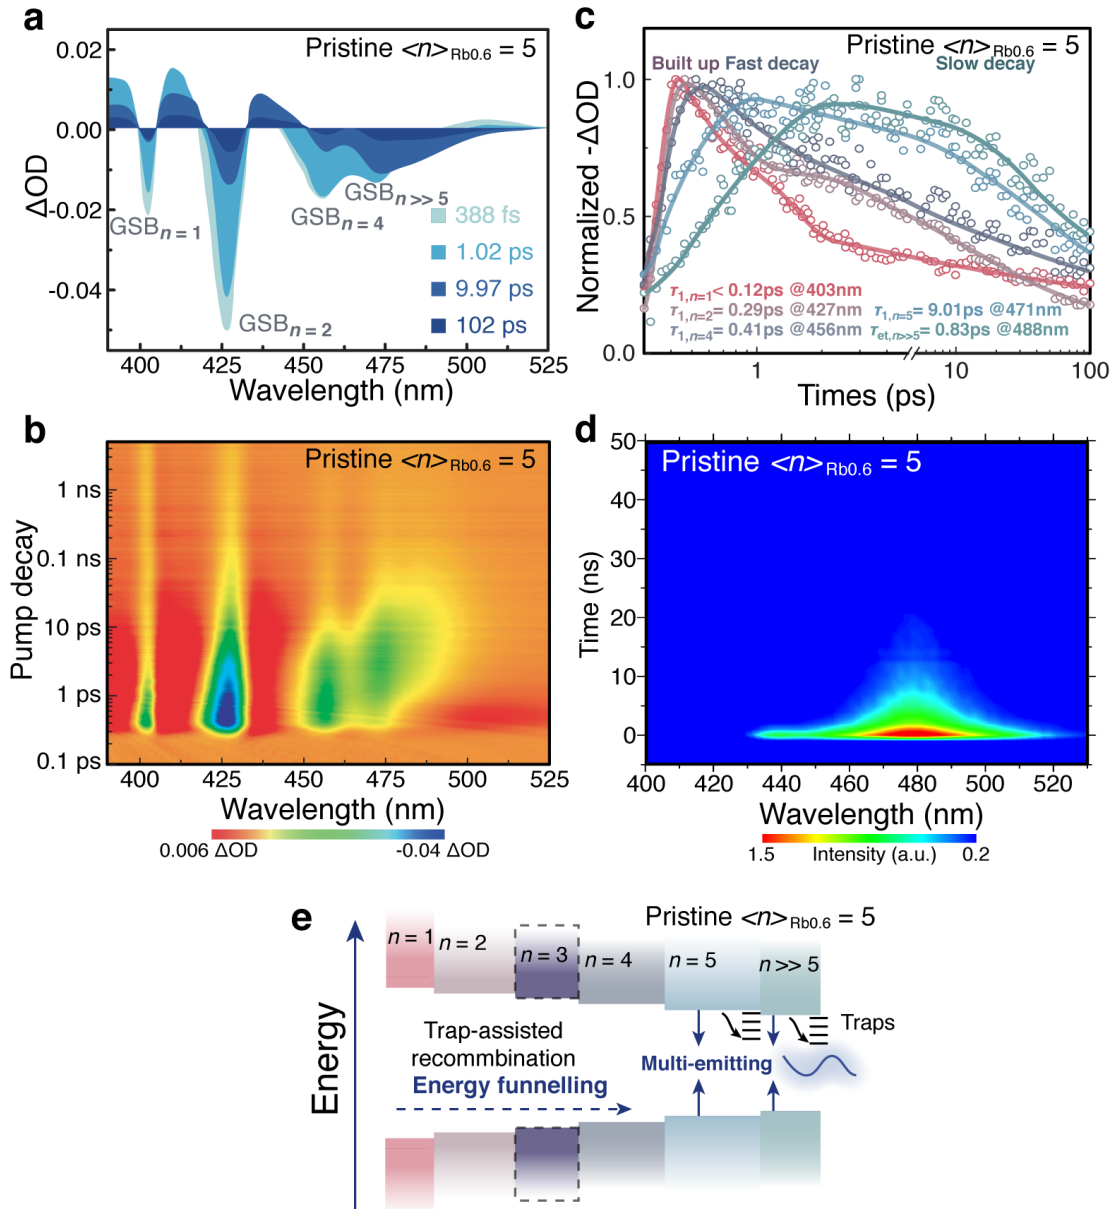 a
Pristine <n>Rb0.6 = 5
0.02
0.00
-0.02
-0.04
ΔOD
GSBn = 1
GSBn = 2
GSBn = 4
GSBn >> 5
388 fs
1.02 ps
9.97 ps
102 ps
400 425 450 475 500 525
Wavelength (nm)
c
Pristine <n>Rb0.6 = 5
Built up Fast decay Slow decay
1.0
0.5
0.0
Normalized -ΔOD
τ1,n=1< 0.12ps @403nm
τ1,n=2= 0.29ps @427nm
τ1,n=4= 0.41ps @456nm
τ1,n=5= 9.01ps @471nm
τet,n>>5= 0.83ps @488nm
1 10 100
Times (ps)
b
Pristine <n>Rb0.6 = 5
1 ns
0.1 ns
10 ps
1 ps
0.1 ps
Pump decay
400 425 450 475 500 525
Wavelength (nm)
0.006 ΔOD -0.04 ΔOD
d
Pristine <n>Rb0.6 = 5
50
40
30
20
10
0
Time (ns)
400 420 440 460 480 500 520
Wavelength (nm)
1.5 Intensity (a.u.) 0.2
e
Pristine <n>Rb0.6 = 5
Energy
n = 1
n = 2
n = 3
n = 4
n = 5
n >> 5
Traps
Trap-assisted
recommbination
Energy funnelling
Multi-emitting